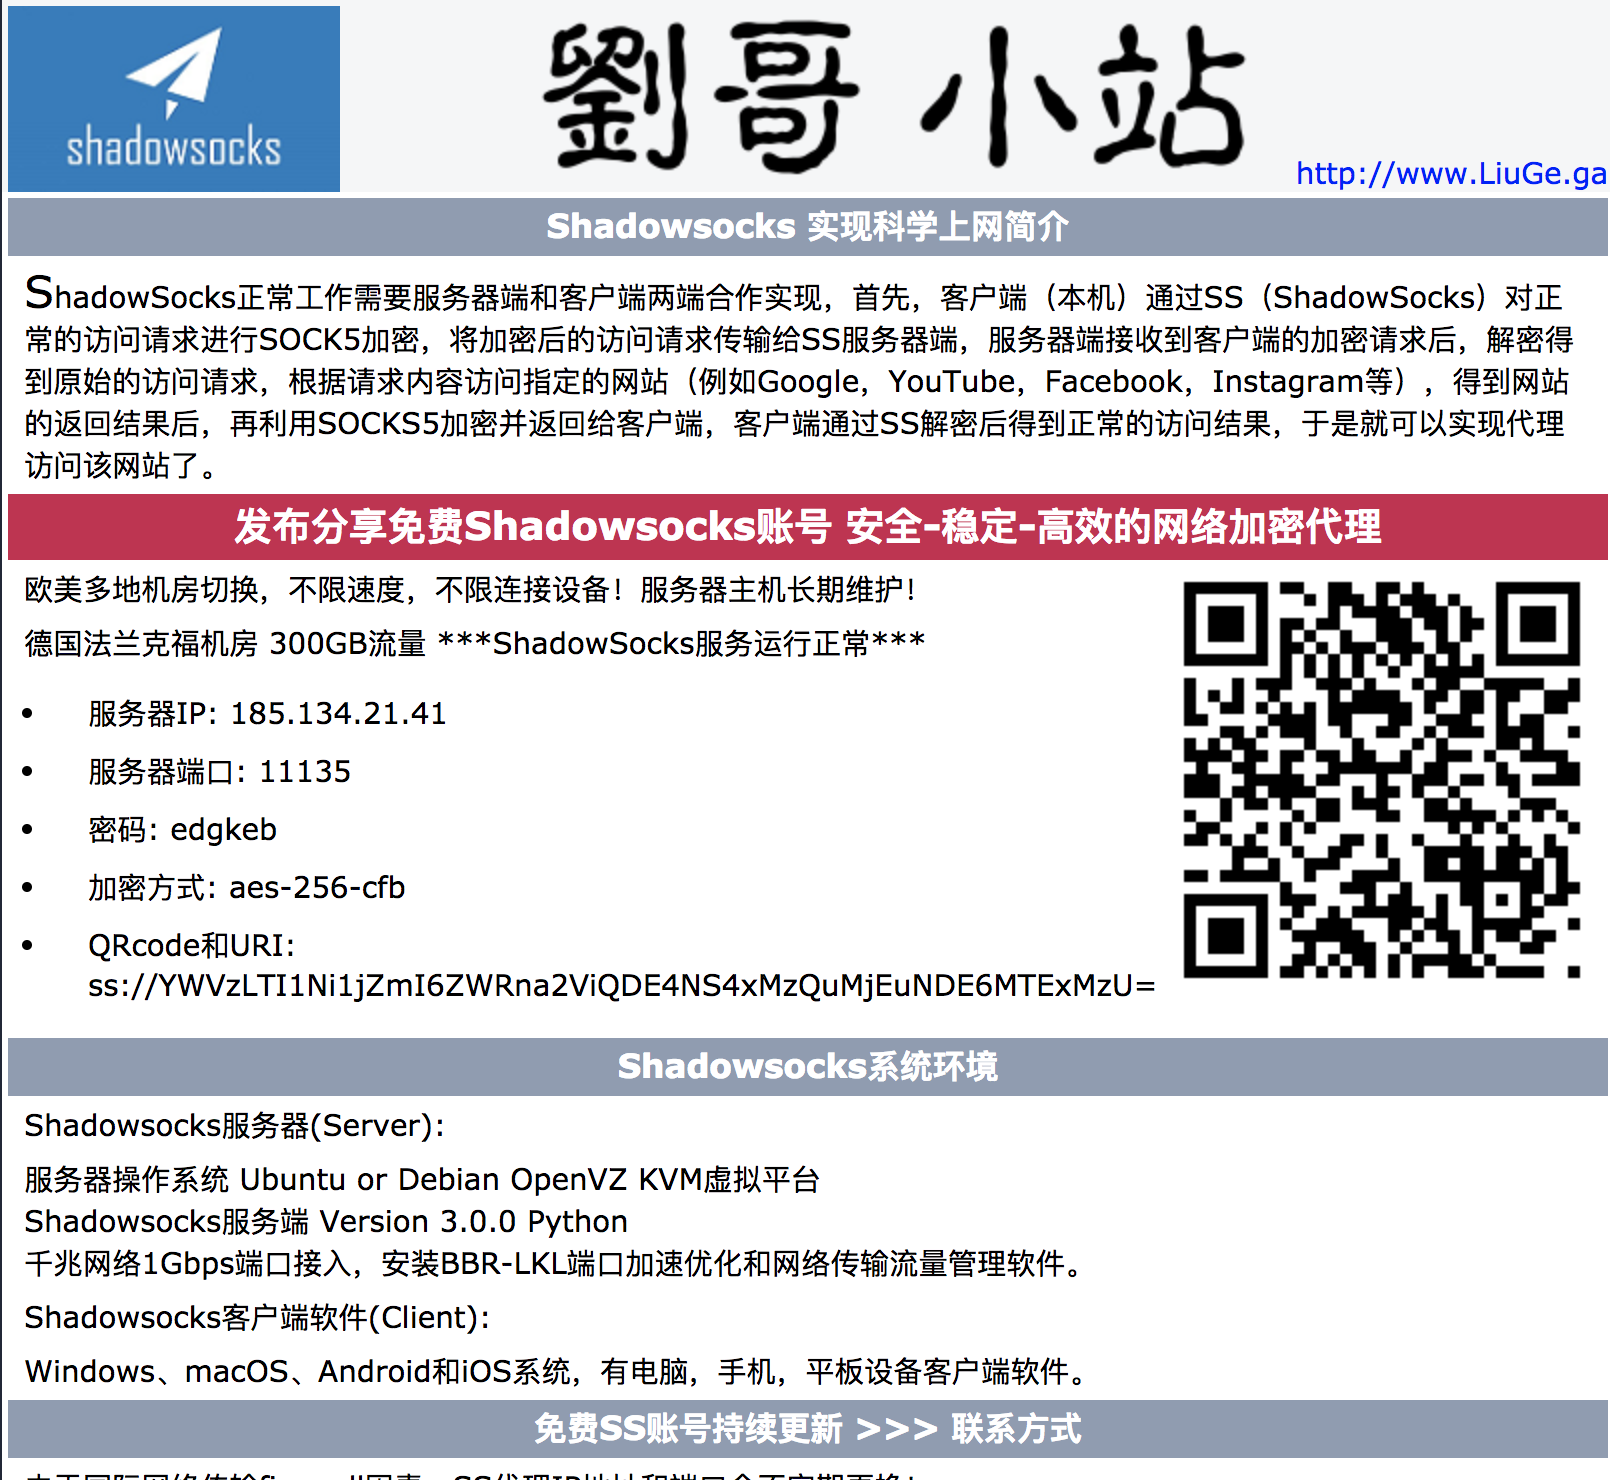 shadowsocks
劉哥小站
http://www.LiuGe.ga
Shadowsocks 实现科学上网简介
ShadowSocks正常工作需要服务器端和客户端两端合作实现，首先，客户端（本机）通过SS（ShadowSocks）对正
常的访问请求进行SOCK5加密，将加密后的访问请求传输给SS服务器端，服务器端接收到客户端的加密请求后，解密得
到原始的访问请求，根据请求内容访问指定的网站（例如Google，YouTube，Facebook，Instagram等），得到网站
的返回结果后，再利用SOCKS5加密并返回给客户端，客户端通过SS解密后得到正常的访问结果，于是就可以实现代理
访问该网站了。
发布分享免费Shadowsocks账号 安全-稳定-高效的网络加密代理
欧美多地机房切换，不限速度，不限连接设备！服务器主机长期维护！
德国法兰克福机房 300GB流量 ***ShadowSocks服务运行正常***
• 服务器IP: 185.134.21.41
• 服务器端口: 11135
• 密码: edgkeb
• 加密方式: aes-256-cfb
• QRcode和URI:
ss://YWVzLTI1Ni1jZmI6ZWRna2ViQDE4NS4xMzQuMjEuNDE6MTExMzU=
Shadowsocks系统环境
Shadowsocks服务器(Server):
服务器操作系统 Ubuntu or Debian OpenVZ KVM虚拟平台
Shadowsocks服务端 Version 3.0.0 Python
千兆网络1Gbps端口接入，安装BBR-LKL端口加速优化和网络传输流量管理软件。
Shadowsocks客户端软件(Client):
Windows、macOS、Android和iOS系统，有电脑，手机，平板设备客户端软件。
免费SS账号持续更新 >>> 联系方式